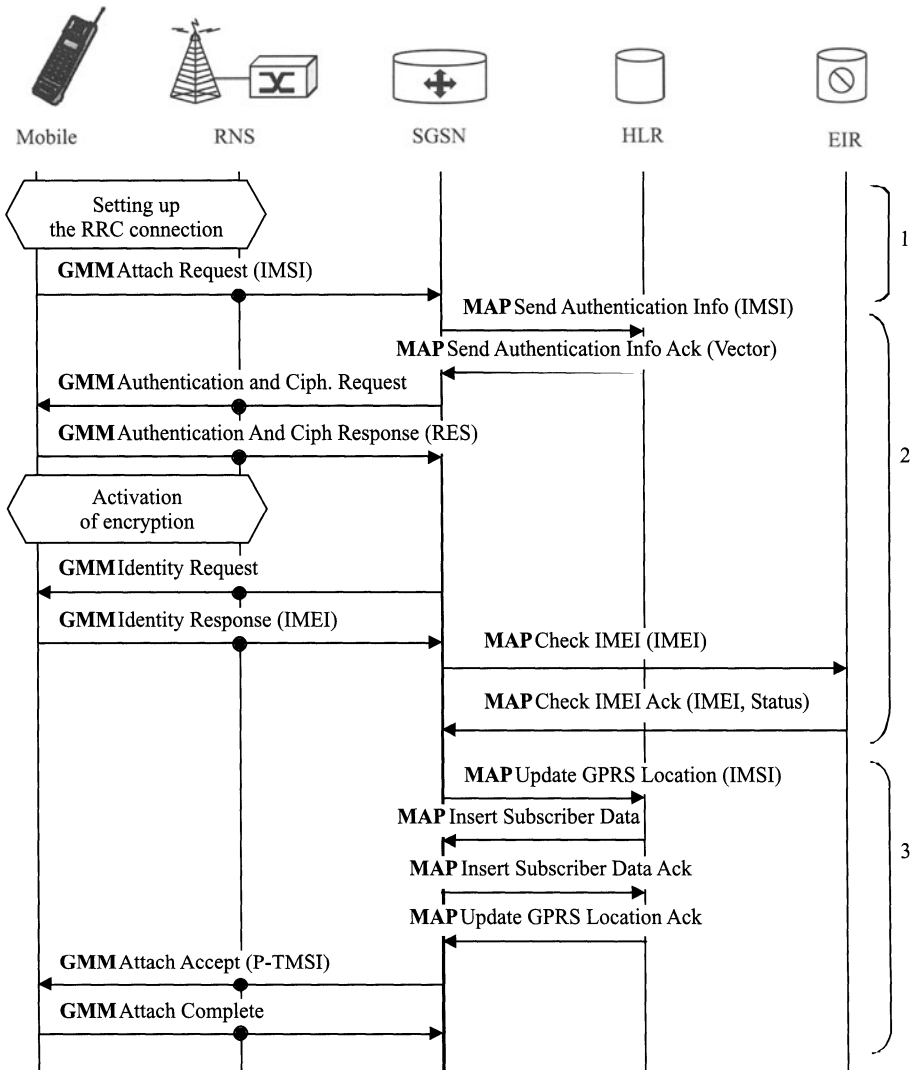 Mobile RNS SGSN HLR EIR
Setting up
the RRC connection
1
GMM Attach Request (IMSI)
MAP Send Authentication Info (IMSI)
MAP Send Authentication Info Ack (Vector)
GMM Authentication and Ciph. Request
GMM Authentication And Ciph Response (RES)
2
Activation
of encryption
GMM Identity Request
GMM Identity Response (IMEI)
MAP Check IMEI (IMEI)
MAP Check IMEI Ack (IMEI, Status)
MAP Update GPRS Location (IMSI)
MAP Insert Subscriber Data
3
MAP Insert Subscriber Data Ack
MAP Update GPRS Location Ack
GMM Attach Accept (P-TMSI)
GMM Attach Complete